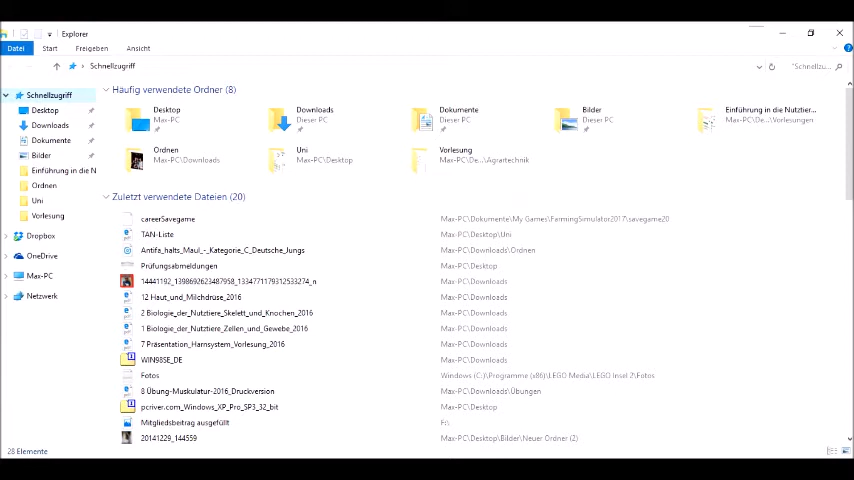 Explorer
Datei Start Freigeben Ansicht
Schnellzugriff
"Schnellzu...
Schnellzugriff
Desktop
Downloads
Dokumente
Bilder
Einführung in die N
Ordnen
Uni
Vorlesung
Dropbox
OneDrive
Max-PC
Netzwerk
Häufig verwendete Ordner (8)
Desktop
Max-PC
Downloads
Dieser PC
Dokumente
Dieser PC
Bilder
Dieser PC
Einführung in die Nutztier...
Max-PC\De...\Vorlesungen
Ordnen
Max-PC\Downloads
Uni
Max-PC\Desktop
Vorlesung
Max-PC\De...\Agrartechnik
Zuletzt verwendete Dateien (20)
careerSavegame Max-PC\Dokumente\My Games\FarmingSimulator2017\savegame20
TAN-Liste Max-PC\Desktop\Uni
Antifa_halts_Maul_-_Kategorie_C_Deutsche_Jungs Max-PC\Downloads\Ordnen
Prüfungsabmeldungen Max-PC\Desktop
14441192_1398692623487958_1334771179312533274_n Max-PC\Downloads
12 Haut_und_Milchdrüse_2016 Max-PC\Downloads
2 Biologie_der_Nutztiere_Skelett_und_Knochen_2016 Max-PC\Downloads
1 Biologie_der_Nutztiere_Zellen_und_Gewebe_2016 Max-PC\Downloads
7 Präsentation_Harnsystem_Vorlesung_2016 Max-PC\Downloads
WIN98SE_DE Max-PC\Downloads
Fotos Windows (C:)\Programme (x86)\LEGO Media\LEGO Insel 2\Fotos
8 Übung-Muskulatur-2016_Druckversion Max-PC\Downloads\Übungen
pcriver.com_Windows_XP_Pro_SP3_32_bit Max-PC\Desktop
Mitgliedsbeitrag ausgefüllt F:\
20141229_144559 Max-PC\Desktop\Bilder\Neuer Ordner (2)
28 Elemente